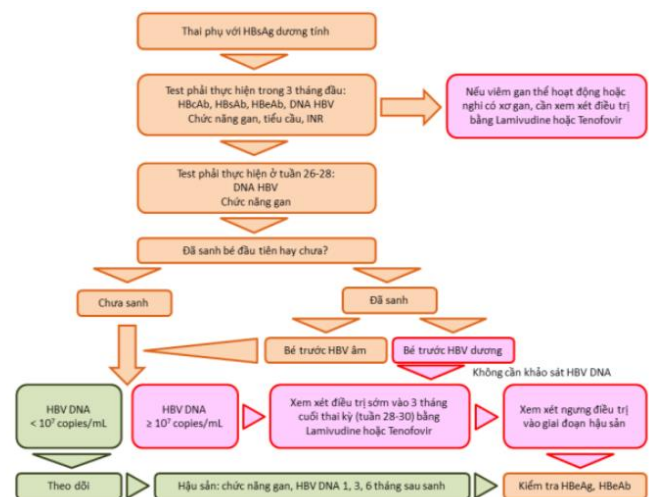 Thai phụ với HBsAg dương tính
Test phải thực hiện trong 3 tháng đầu:
HBcAb, HBsAb, HBeAb, DNA HBV
Chức năng gan, tiểu cầu, INR
Nếu viêm gan thể hoạt động hoặc
nghi có xơ gan, cần xem xét điều trị
bằng Lamivudine hoặc Tenofovir
Test phải thực hiện ở tuần 26-28:
DNA HBV
Chức năng gan
Đã sanh bé đầu tiên hay chưa?
Chưa sanh
Đã sanh
Bé trước HBV âm
Bé trước HBV dương
Không cần khảo sát HBV DNA
HBV DNA
< 10⁷ copies/mL
HBV DNA
≥ 10⁷ copies/mL
Xem xét điều trị sớm vào 3 tháng
cuối thai kỳ (tuần 28-30) bằng
Lamivudine hoặc Tenofovir
Xem xét ngưng điều trị
vào giai đoạn hậu sản
Theo dõi
Hậu sản: chức năng gan, HBV DNA 1, 3, 6 tháng sau sanh
Kiểm tra HBeAg, HBeAb